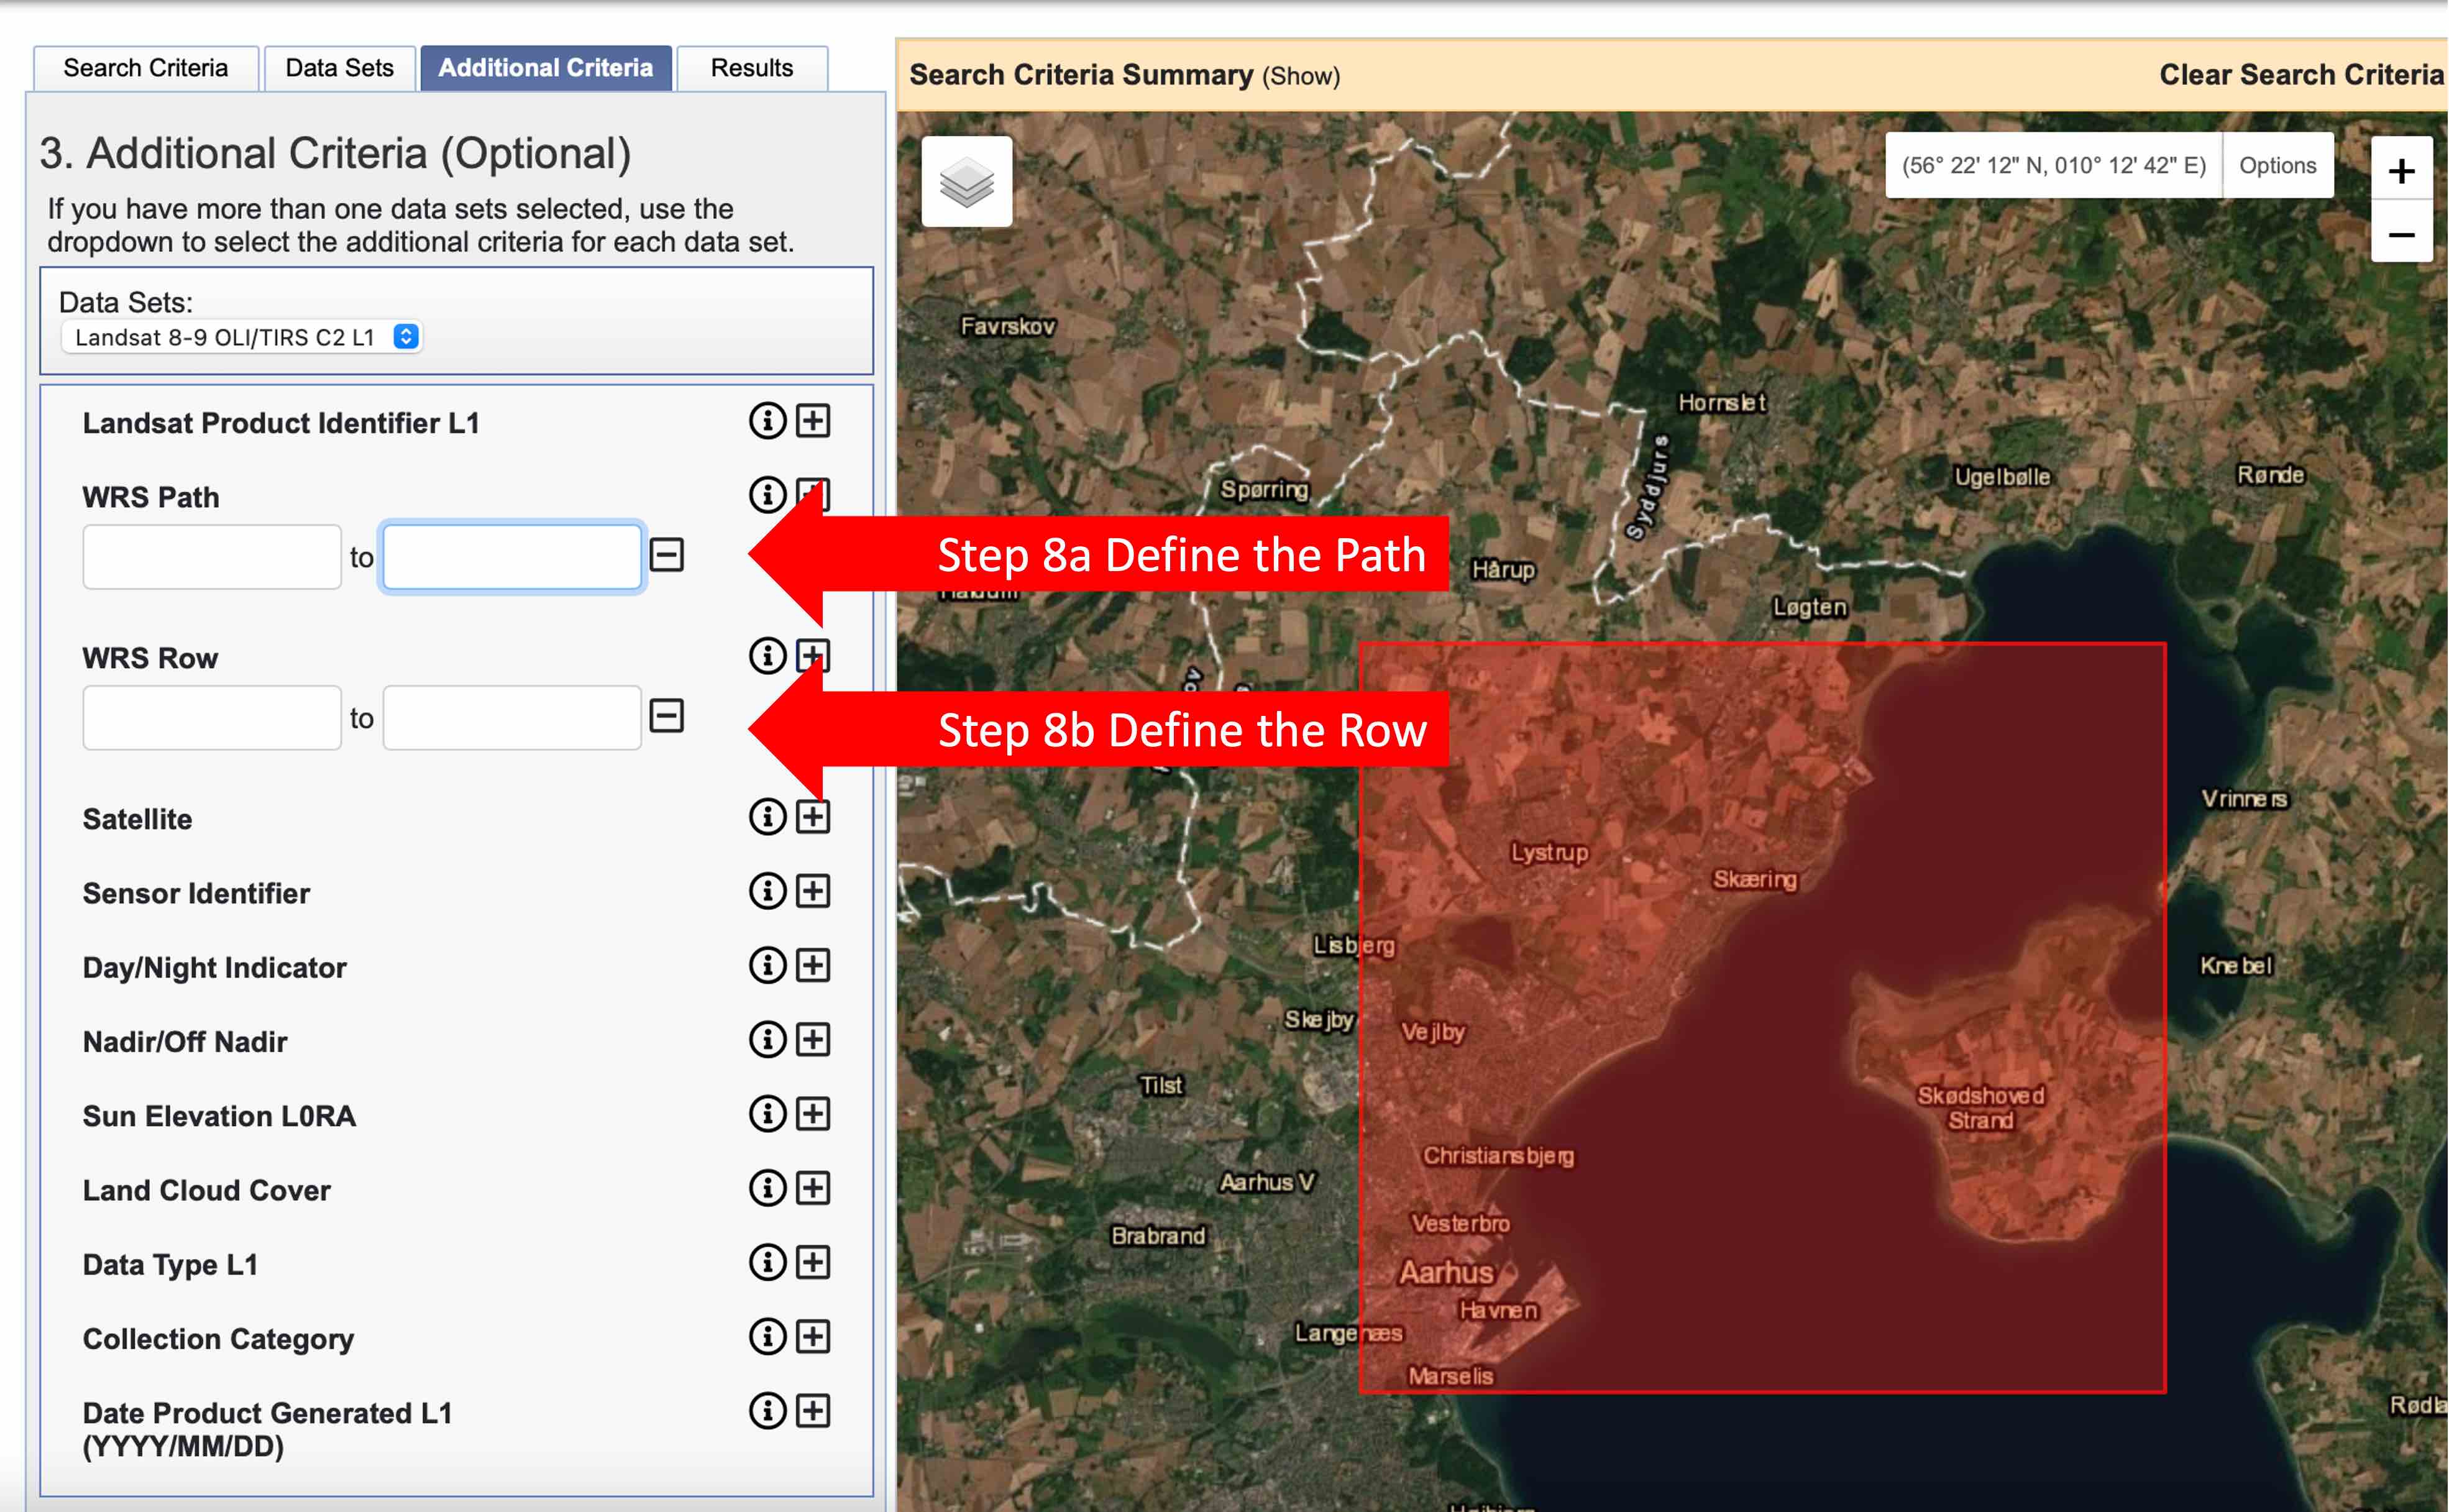 Search Criteria
Data Sets
Additional Criteria
Results
3. Additional Criteria (Optional)
If you have more than one data sets selected, use the
dropdown to select the additional criteria for each data set.
Data Sets:
Landsat 8-9 OLI/TIRS C2 L1
Landsat Product Identifier L1
WRS Path
to
WRS Row
to
Satellite
Sensor Identifier
Day/Night Indicator
Nadir/Off Nadir
Sun Elevation L0RA
Land Cloud Cover
Data Type L1
Collection Category
Date Product Generated L1
(YYYY/MM/DD)
Step 8a Define the Path
Step 8b Define the Row
Search Criteria Summary (Show)
Clear Search Criteria
(56° 22' 12" N, 010° 12' 42" E)
Options
+
−
Favrskov
Hornslet
Syddjurs
Ugelbølle
Rønde
Spørring
Hårup
Løgten
Vrinners
Lystrup
Skæring
Lisbjerg
Knebel
Skejby
Vejlby
Tilst
Skødshoved
Strand
Christiansbjerg
Aarhus V
Vesterbro
Brabrand
Aarhus
Havnen
Langenæs
Marselis